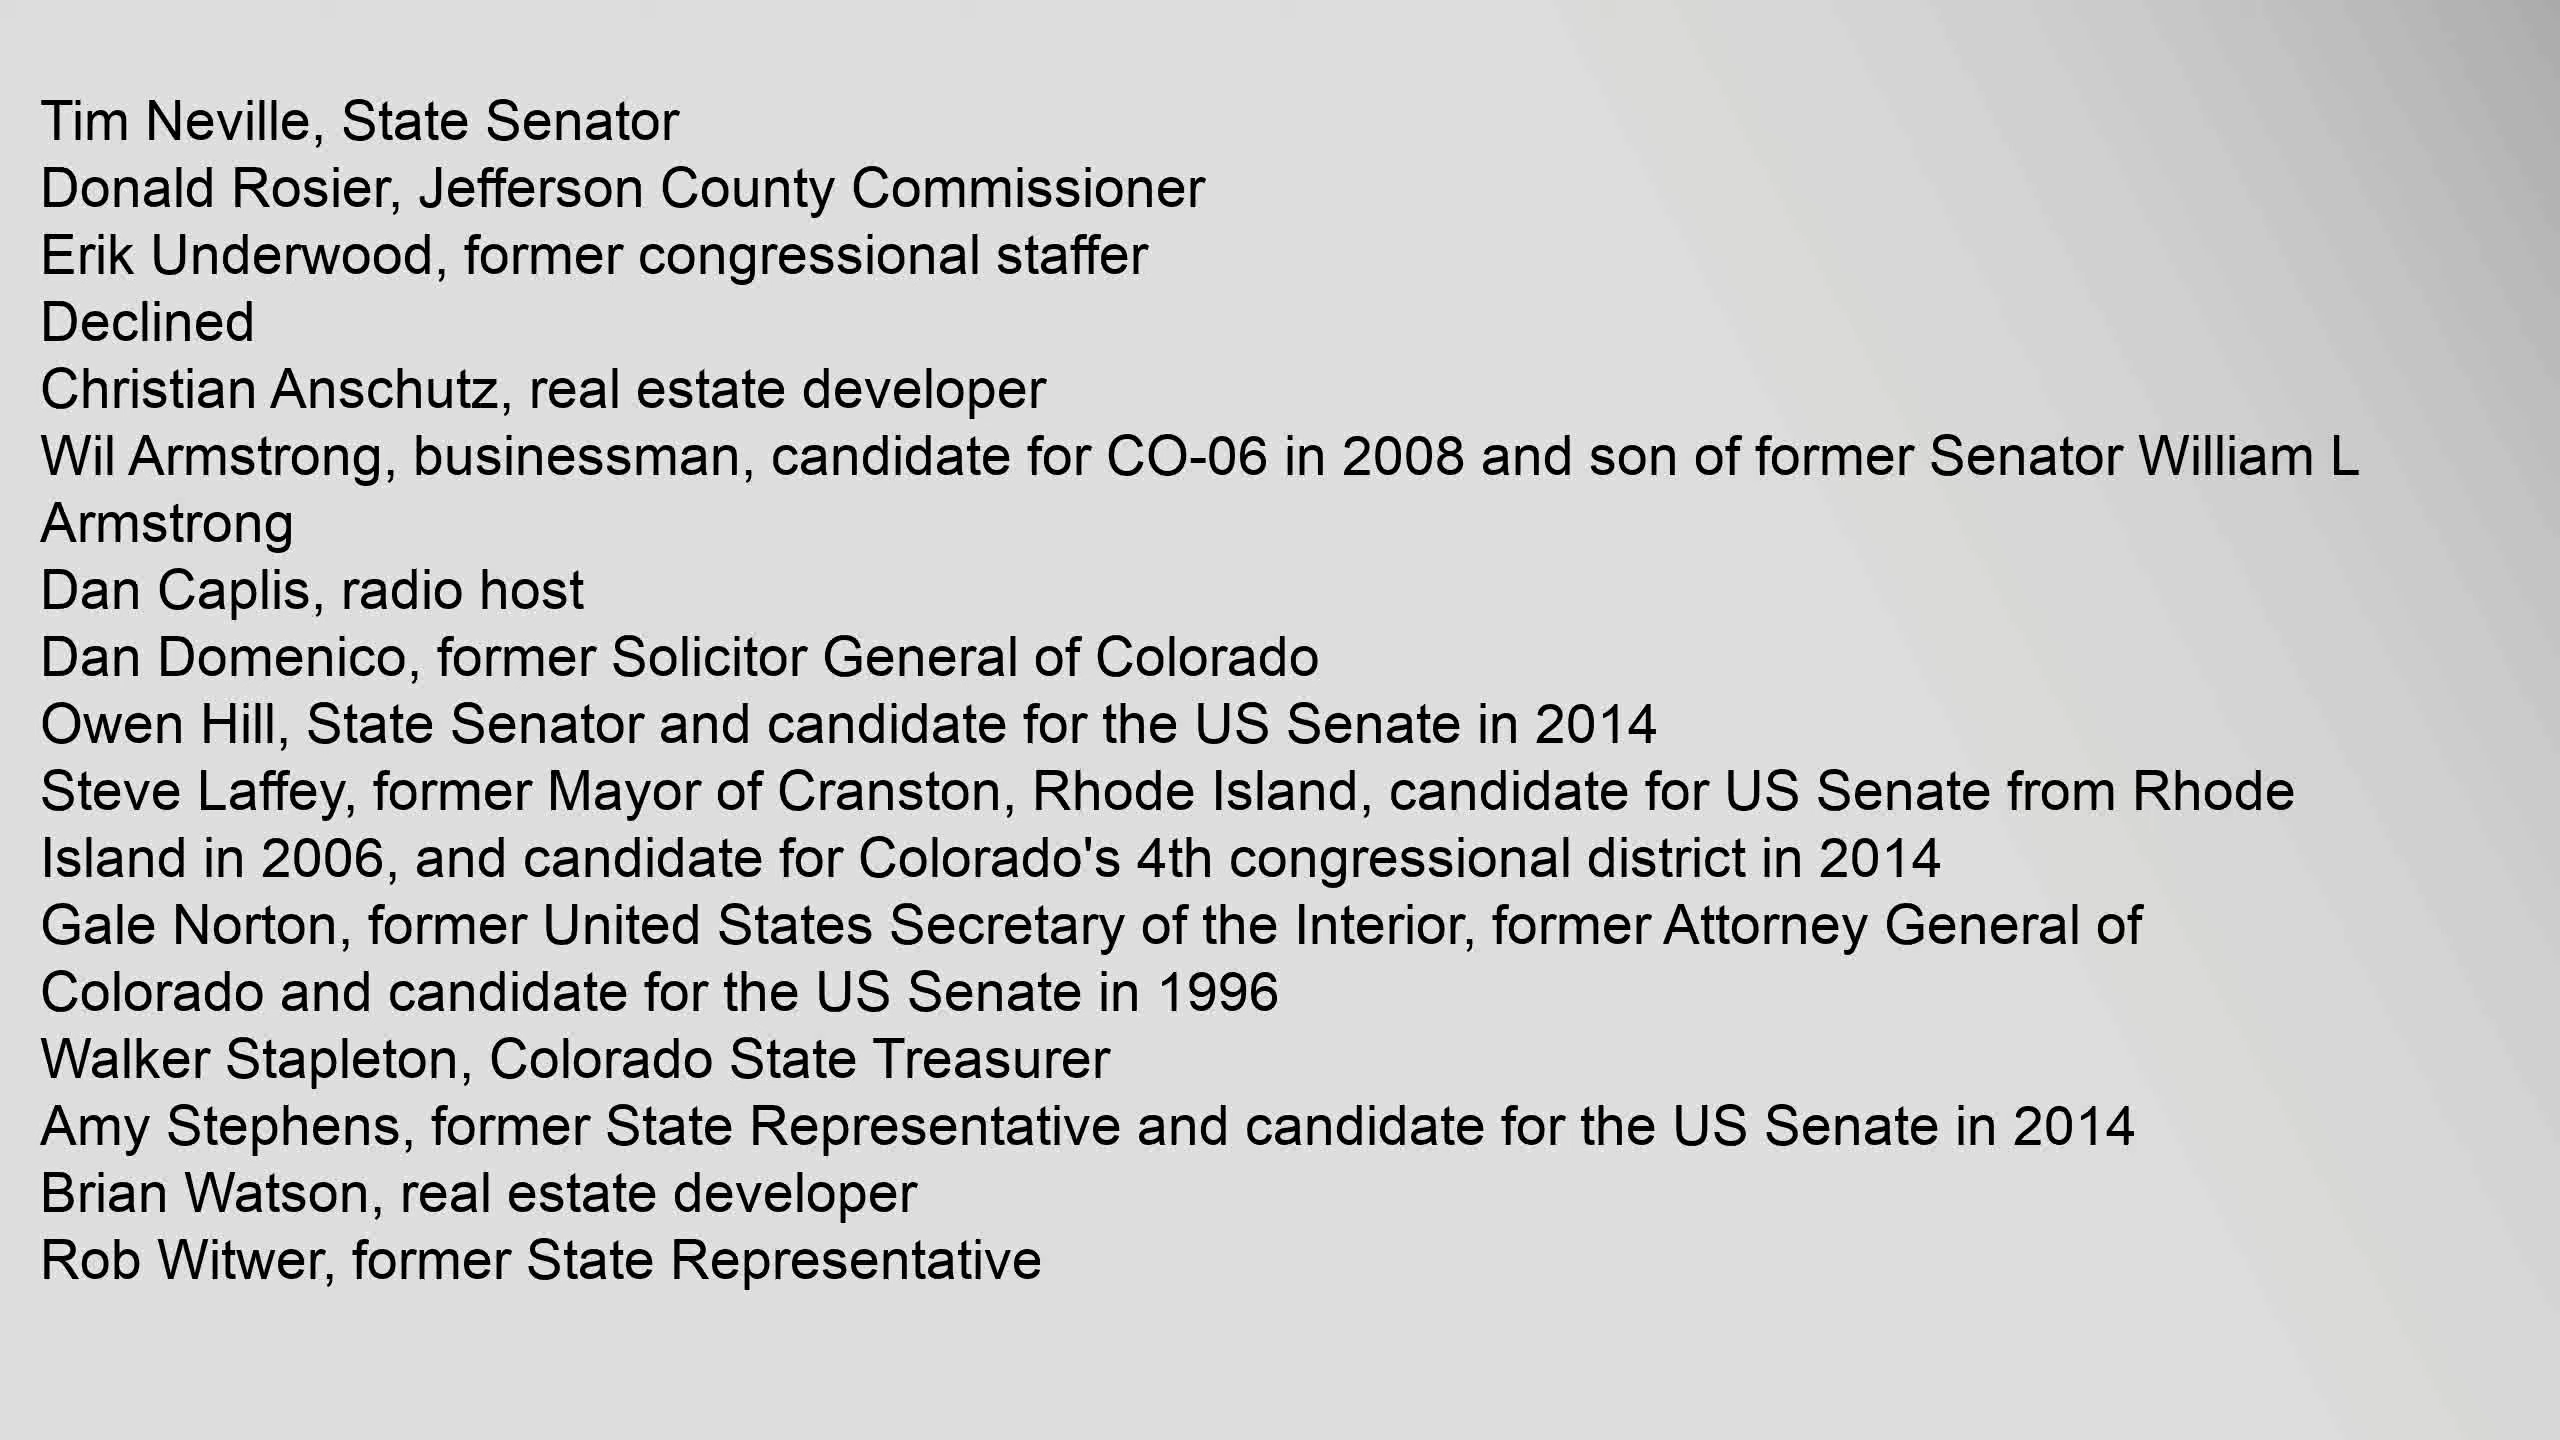 Tim Neville, State Senator
Donald Rosier, Jefferson County Commissioner
Erik Underwood, former congressional staffer
Declined
Christian Anschutz, real estate developer
Wil Armstrong, businessman, candidate for CO-06 in 2008 and son of former Senator William L
Armstrong
Dan Caplis, radio host
Dan Domenico, former Solicitor General of Colorado
Owen Hill, State Senator and candidate for the US Senate in 2014
Steve Laffey, former Mayor of Cranston, Rhode Island, candidate for US Senate from Rhode
Island in 2006, and candidate for Colorado's 4th congressional district in 2014
Gale Norton, former United States Secretary of the Interior, former Attorney General of
Colorado and candidate for the US Senate in 1996
Walker Stapleton, Colorado State Treasurer
Amy Stephens, former State Representative and candidate for the US Senate in 2014
Brian Watson, real estate developer
Rob Witwer, former State Representative